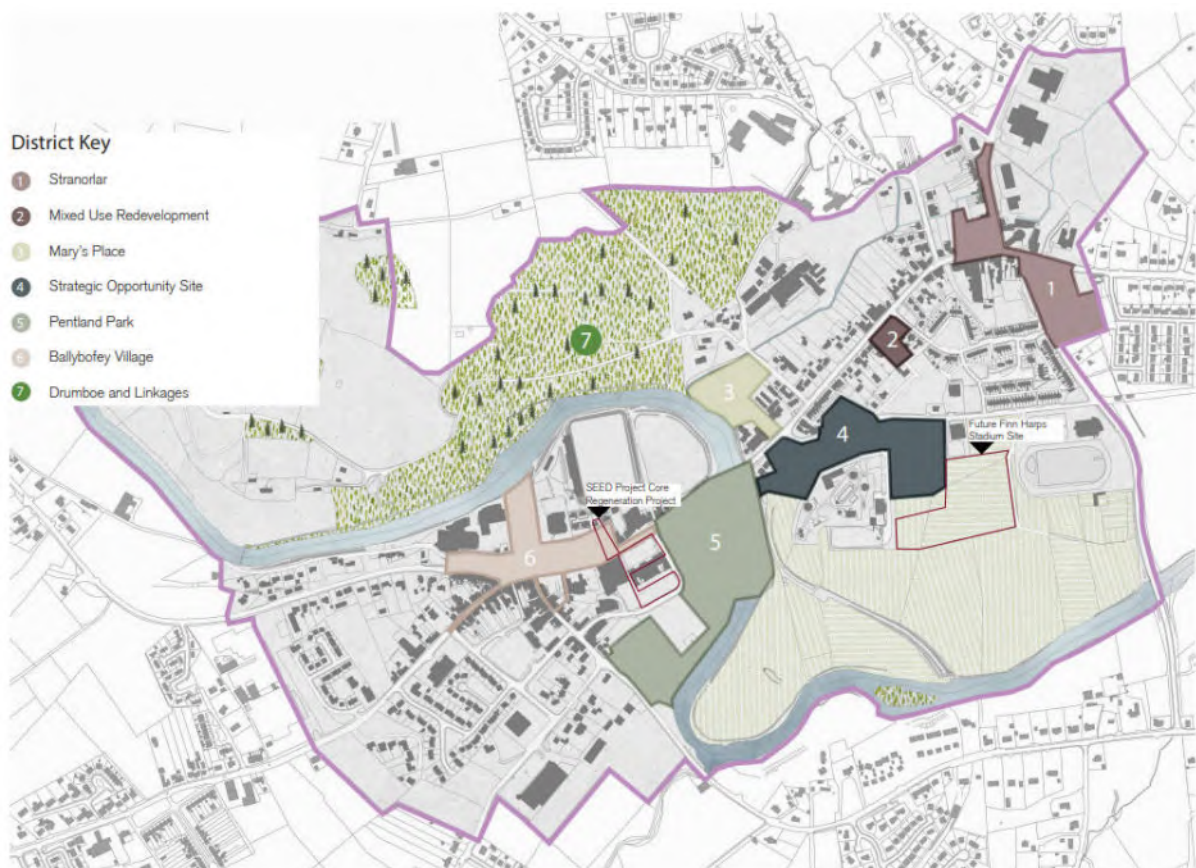 District Key
1 Stranorlar
2 Mixed Use Redevelopment
3 Mary's Place
4 Strategic Opportunity Site
5 Pentland Park
6 Ballybofey Village
7 Drumboe and Linkages
1
2
7
3
4
Future Finn Harps
Stadium Site
SEED Project Core
Regeneration Project
5
6